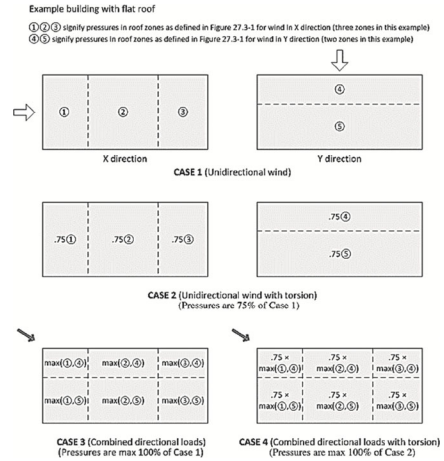 Example building with flat roof
①②③ signify pressures in roof zones as defined in Figure 27.3-1 for wind in X direction (three zones in this example)
④⑤ signify pressures in roof zones as defined in Figure 27.3-1 for wind in Y direction (two zones in this example)
① ② ③
④
⑤
X direction
Y direction
CASE 1 (Unidirectional wind)
.75① .75② .75③
.75④
.75⑤
CASE 2 (Unidirectional wind with torsion)
(Pressures are 75% of Case 1)
max(①,④) max(②,④) max(③,④)
max(①,⑤) max(②,⑤) max(③,⑤)
.75 × .75 × .75 ×
max(①,④) max(②,④) max(③,④)
.75 × .75 × .75 ×
max(①,⑤) max(②,⑤) max(③,⑤)
CASE 3 (Combined directional loads)
(Pressures are max 100% of Case 1)
CASE 4 (Combined directional loads with torsion)
(Pressures are max 100% of Case 2)